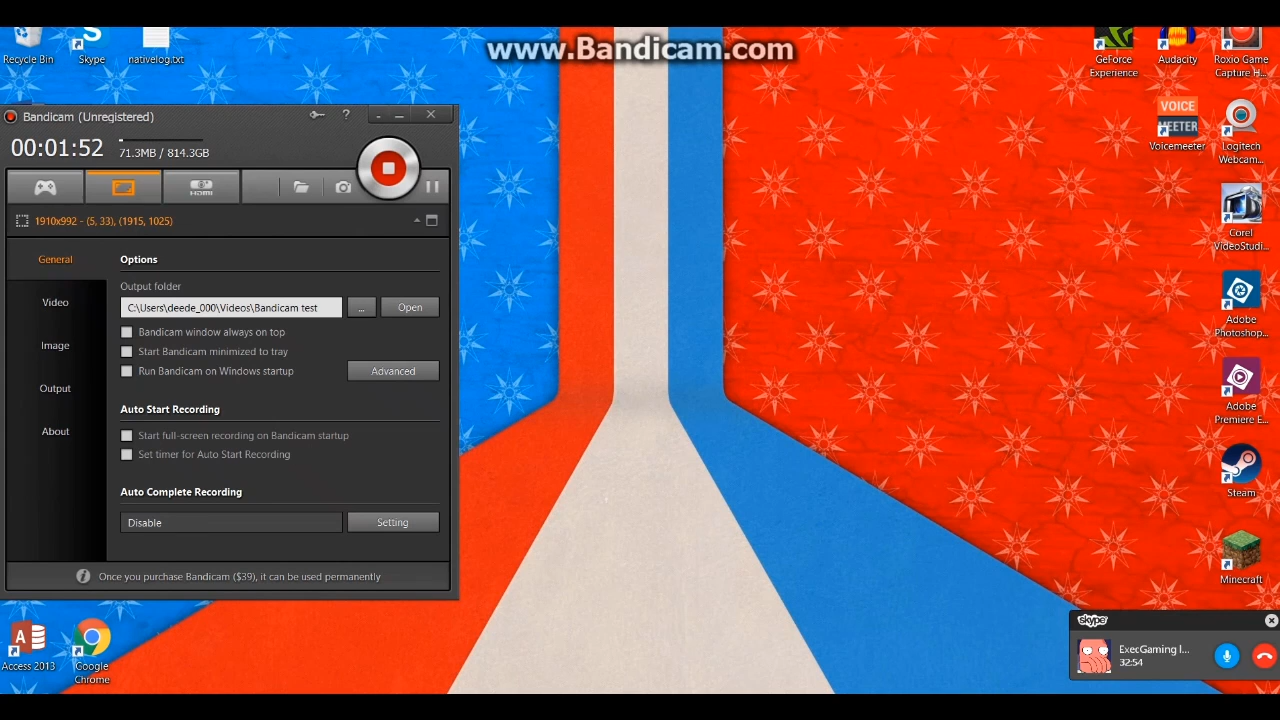 www.Bandicam.com
Recycle Bin
Skype
nativelog.txt
GeForce
Experience
Audacity
Roxio Game
Capture H...
Bandicam (Unregistered)
?
00:01:52
71.3MB / 814.3GB
HDMI
1910x992 - (5, 33), (1915, 1025)
General
Video
Image
Output
About
Options
Output folder
C:\Users\deede_000\Videos\Bandicam test
...
Open
Bandicam window always on top
Start Bandicam minimized to tray
Run Bandicam on Windows startup
Advanced
Auto Start Recording
Start full-screen recording on Bandicam startup
Set timer for Auto Start Recording
Auto Complete Recording
Disable
Setting
Once you purchase Bandicam ($39), it can be used permanently
VOICE
MEETER
Voicemeeter
Logitech
Webcam...
Corel
VideoStudi...
Adobe
Photoshop...
Adobe
Premiere E...
Steam
Minecraft
Access 2013
Google
Chrome
skype
ExecGaming I...
32:54